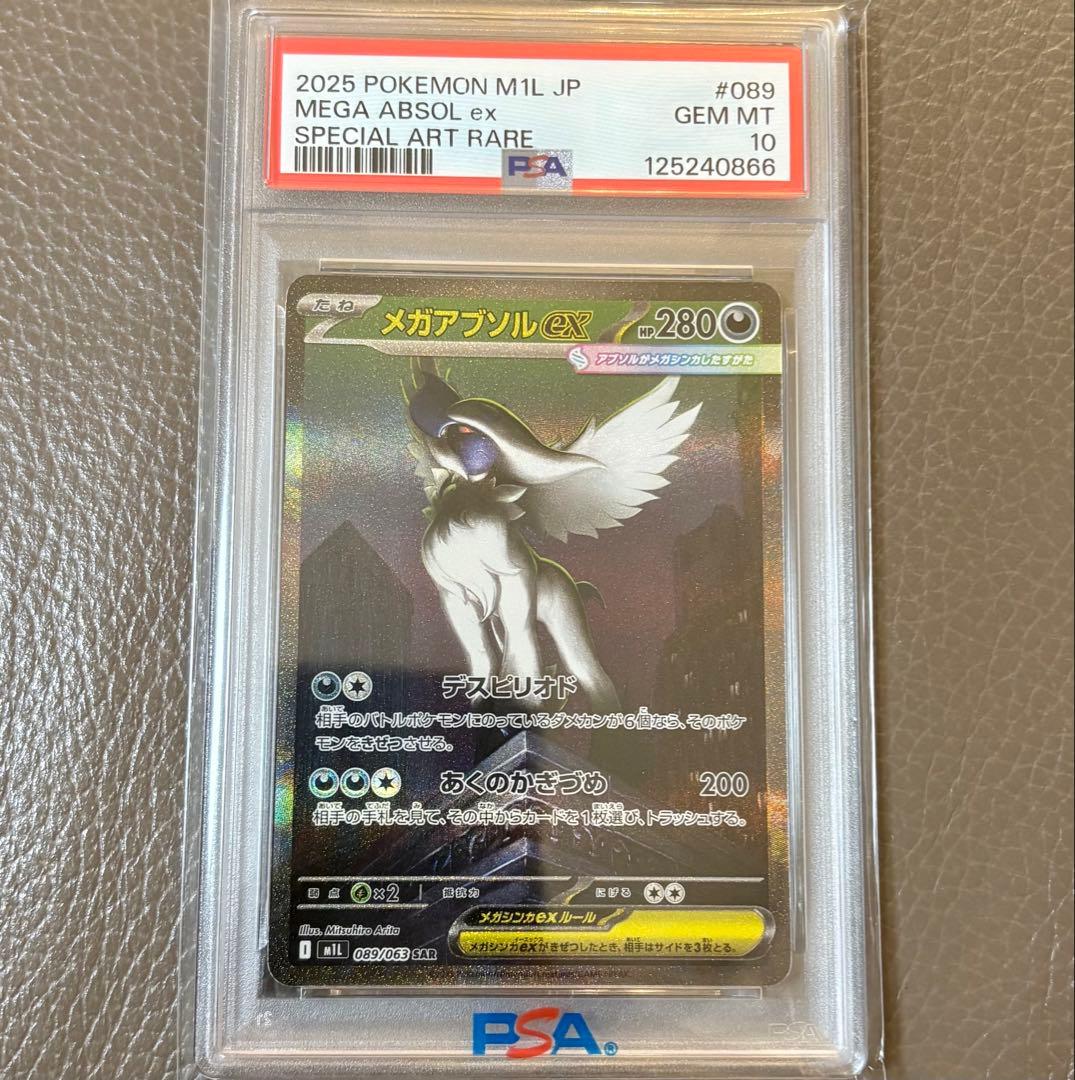 2025 POKEMON M1L JP #089
MEGA ABSOL ex GEM MT
SPECIAL ART RARE 10
PSA 125240866
たね メガアブソルex HP 280
アブソルがメガシンカしたすがた
デスピリオド
相手のバトルポケモンにのっているダメカンが6個なら、そのポケ
モンをきぜつさせる。
あくのかぎづめ 200
相手の手札を見て、その中からカードを1枚選び、トラッシュする。
弱点 ×2 抵抗力 にげる
メガシンカexルール
メガシンカexがきぜつしたとき、相手はサイドを3枚とる。
Illus. Mitsuhiro Arita
I M1L 089/063 SAR
PSA